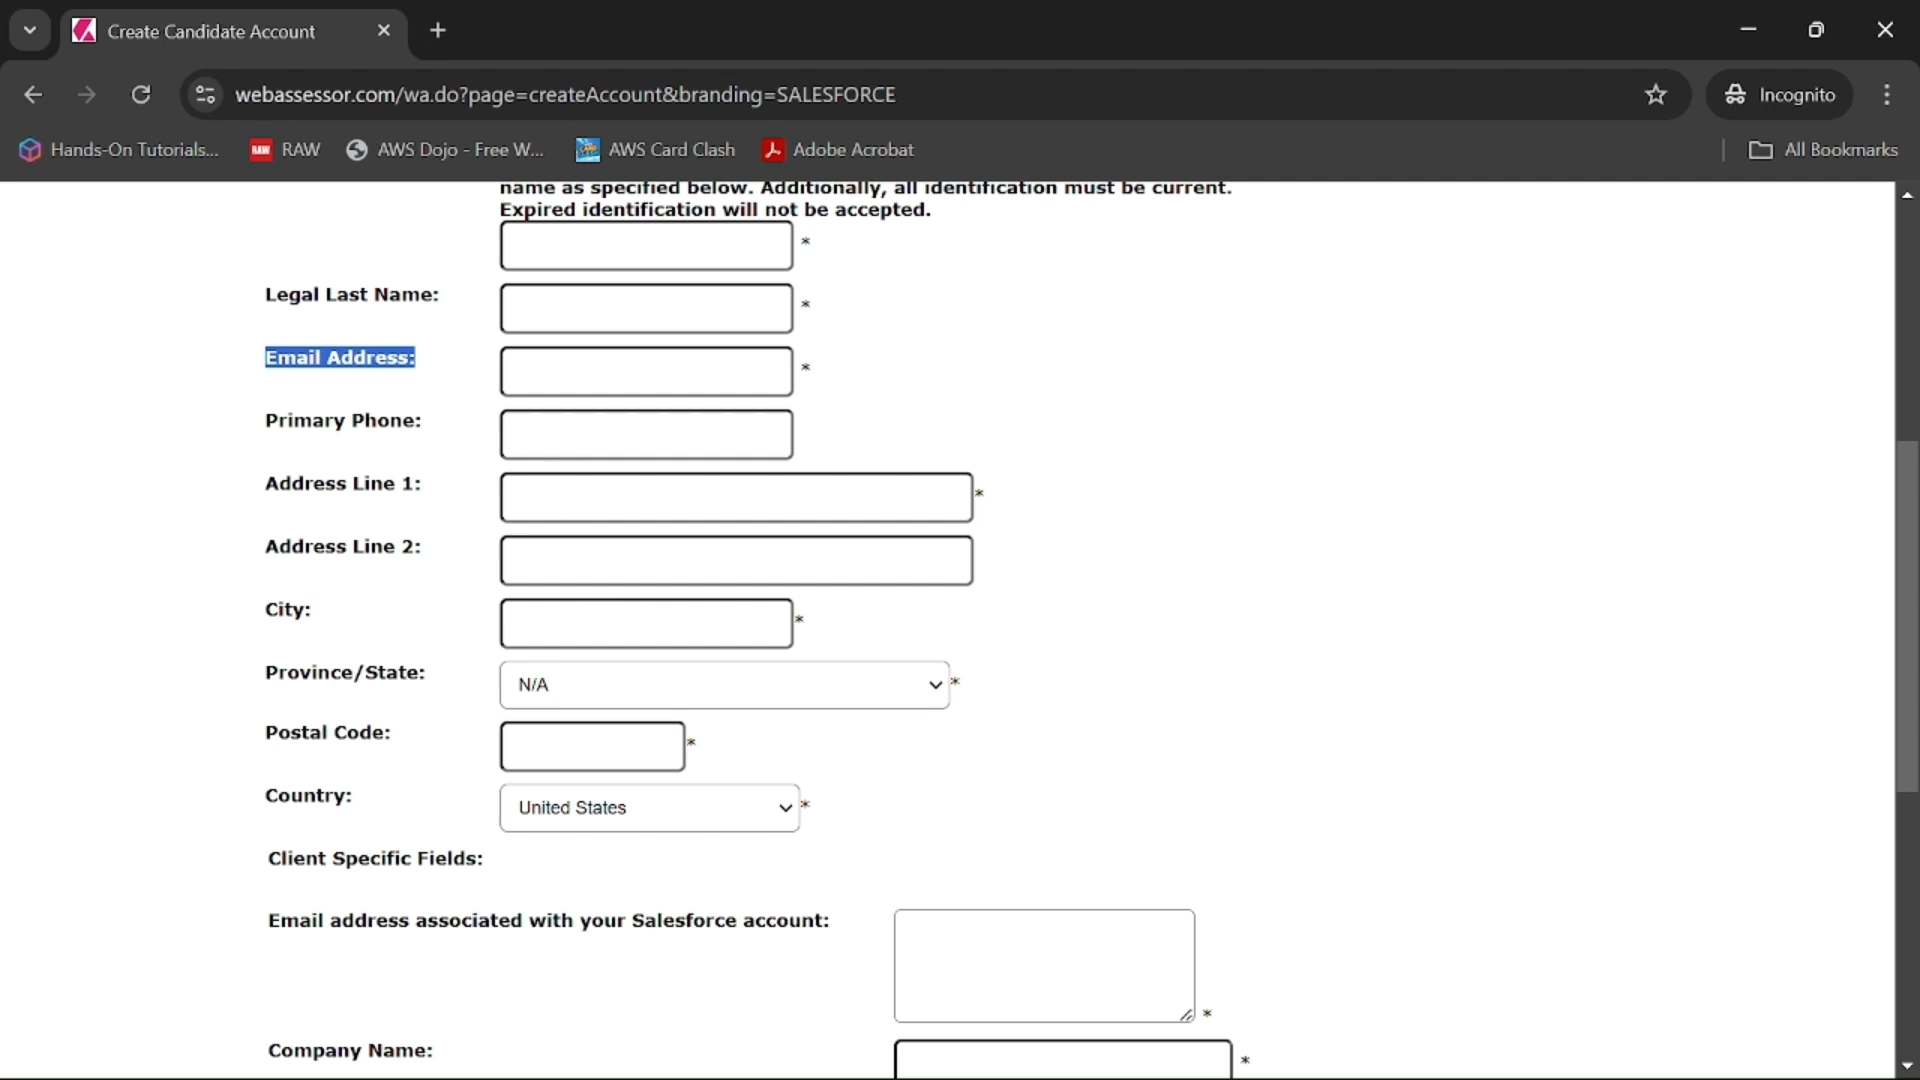 Create Candidate Account
webassessor.com/wa.do?page=createAccount&branding=SALESFORCE
Incognito
Hands-On Tutorials...
RAW
RAW
AWS Dojo - Free W...
AWS Card Clash
Adobe Acrobat
All Bookmarks
name as specified below. Additionally, all identification must be current.
Expired identification will not be accepted.
*
Legal Last Name: *
Email Address: *
Primary Phone:
Address Line 1: *
Address Line 2:
City: *
Province/State: N/A *
Postal Code: *
Country: United States *
Client Specific Fields:
Email address associated with your Salesforce account: *
Company Name: *